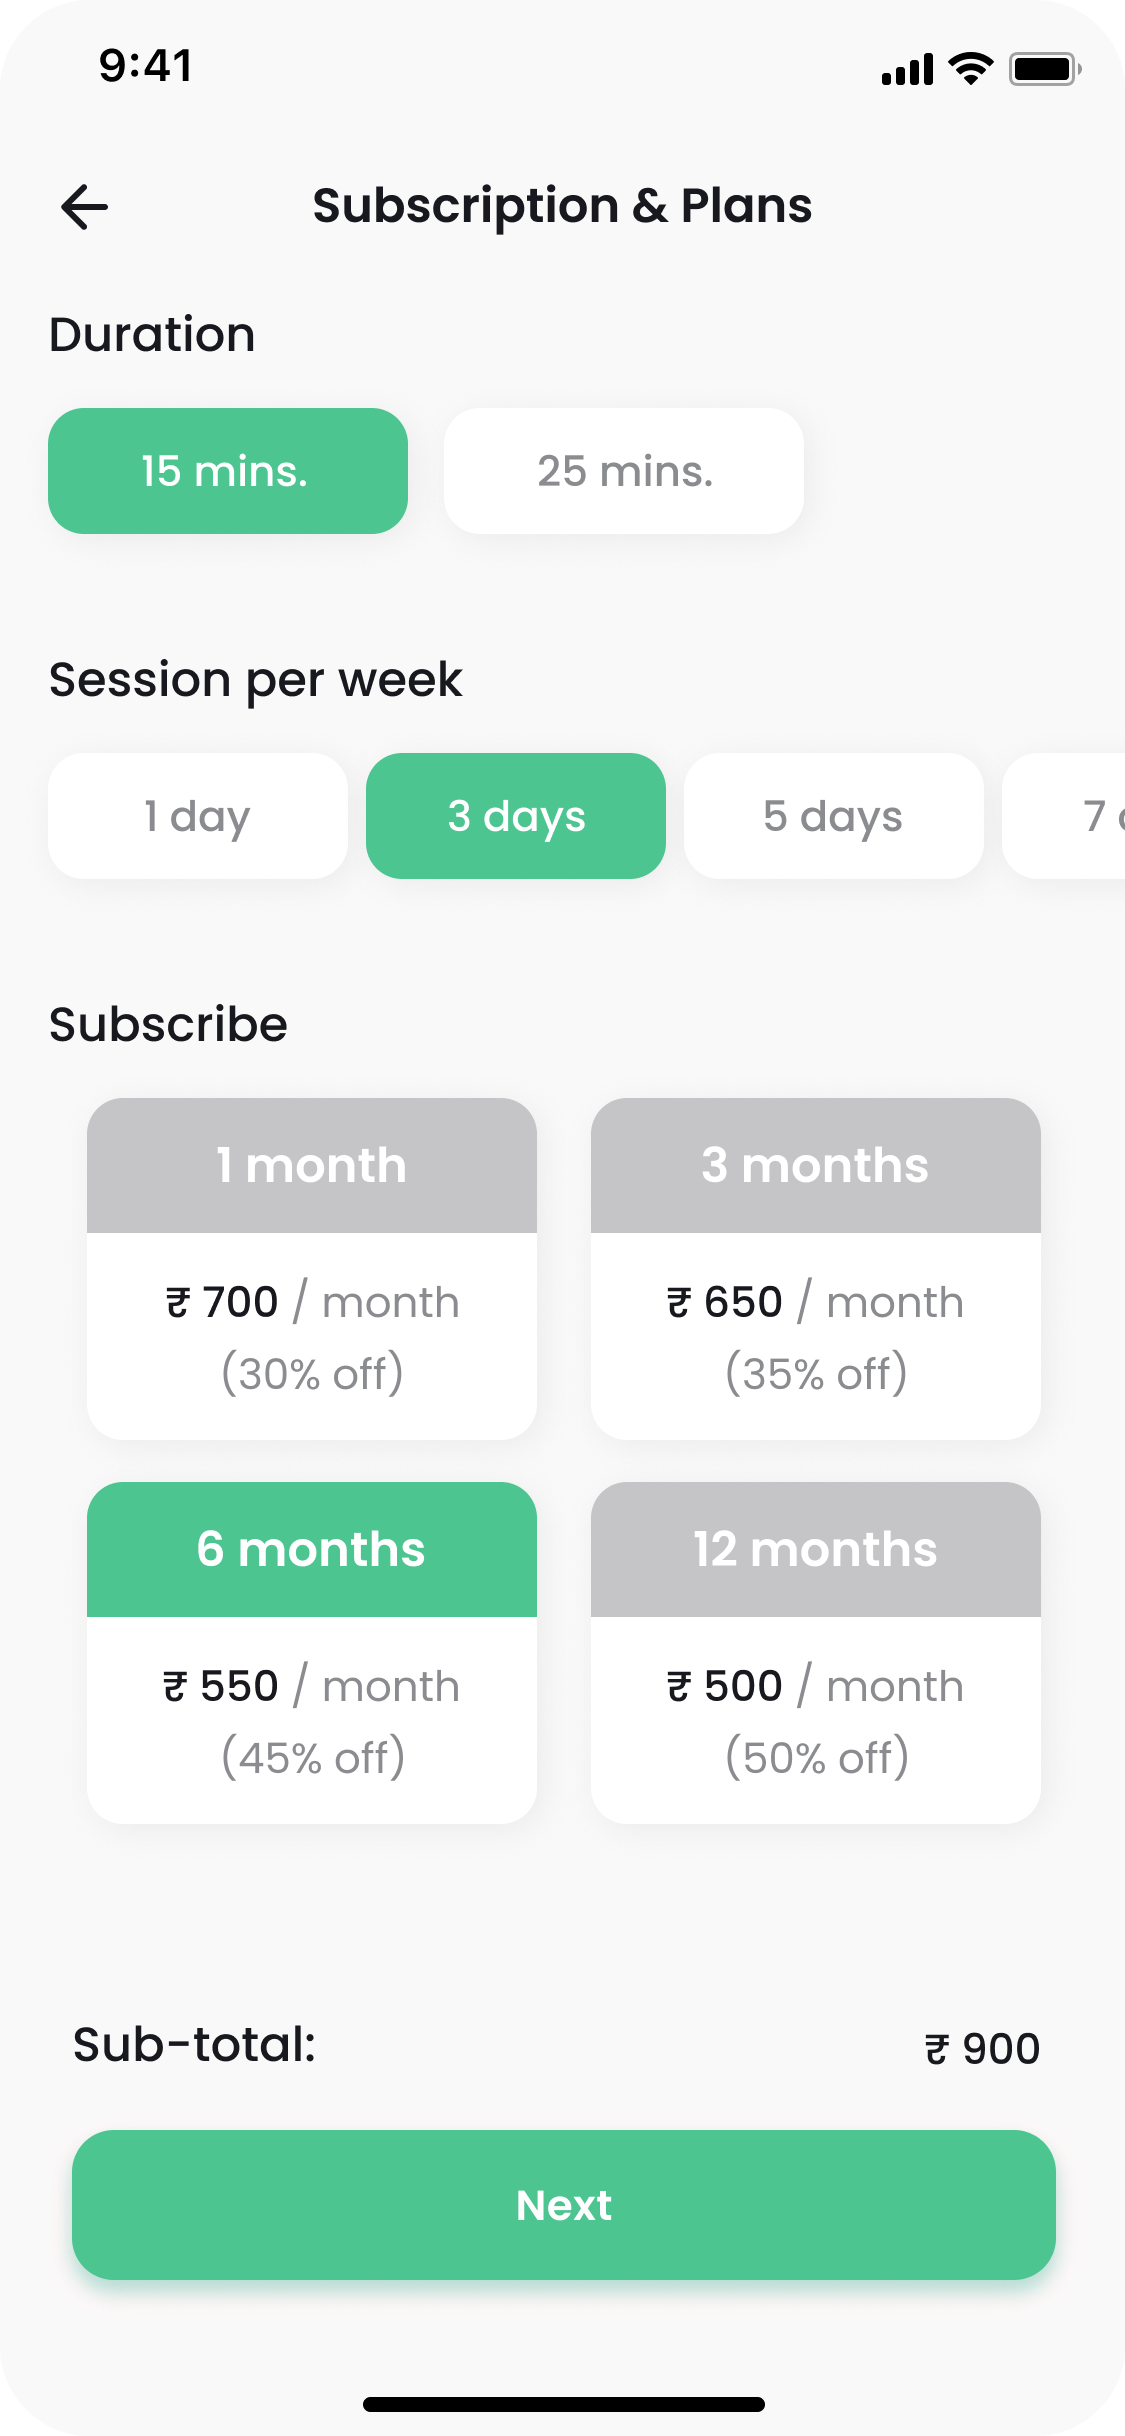 9:41
Subscription & Plans
Duration
15 mins.
25 mins.
Session per week
1 day
3 days
5 days
7
Subscribe
1 month
3 months
₹ 700 / month
(30% off)
₹ 650 / month
(35% off)
6 months
12 months
₹ 550 / month
(45% off)
₹ 500 / month
(50% off)
Sub-total:
₹ 900
Next